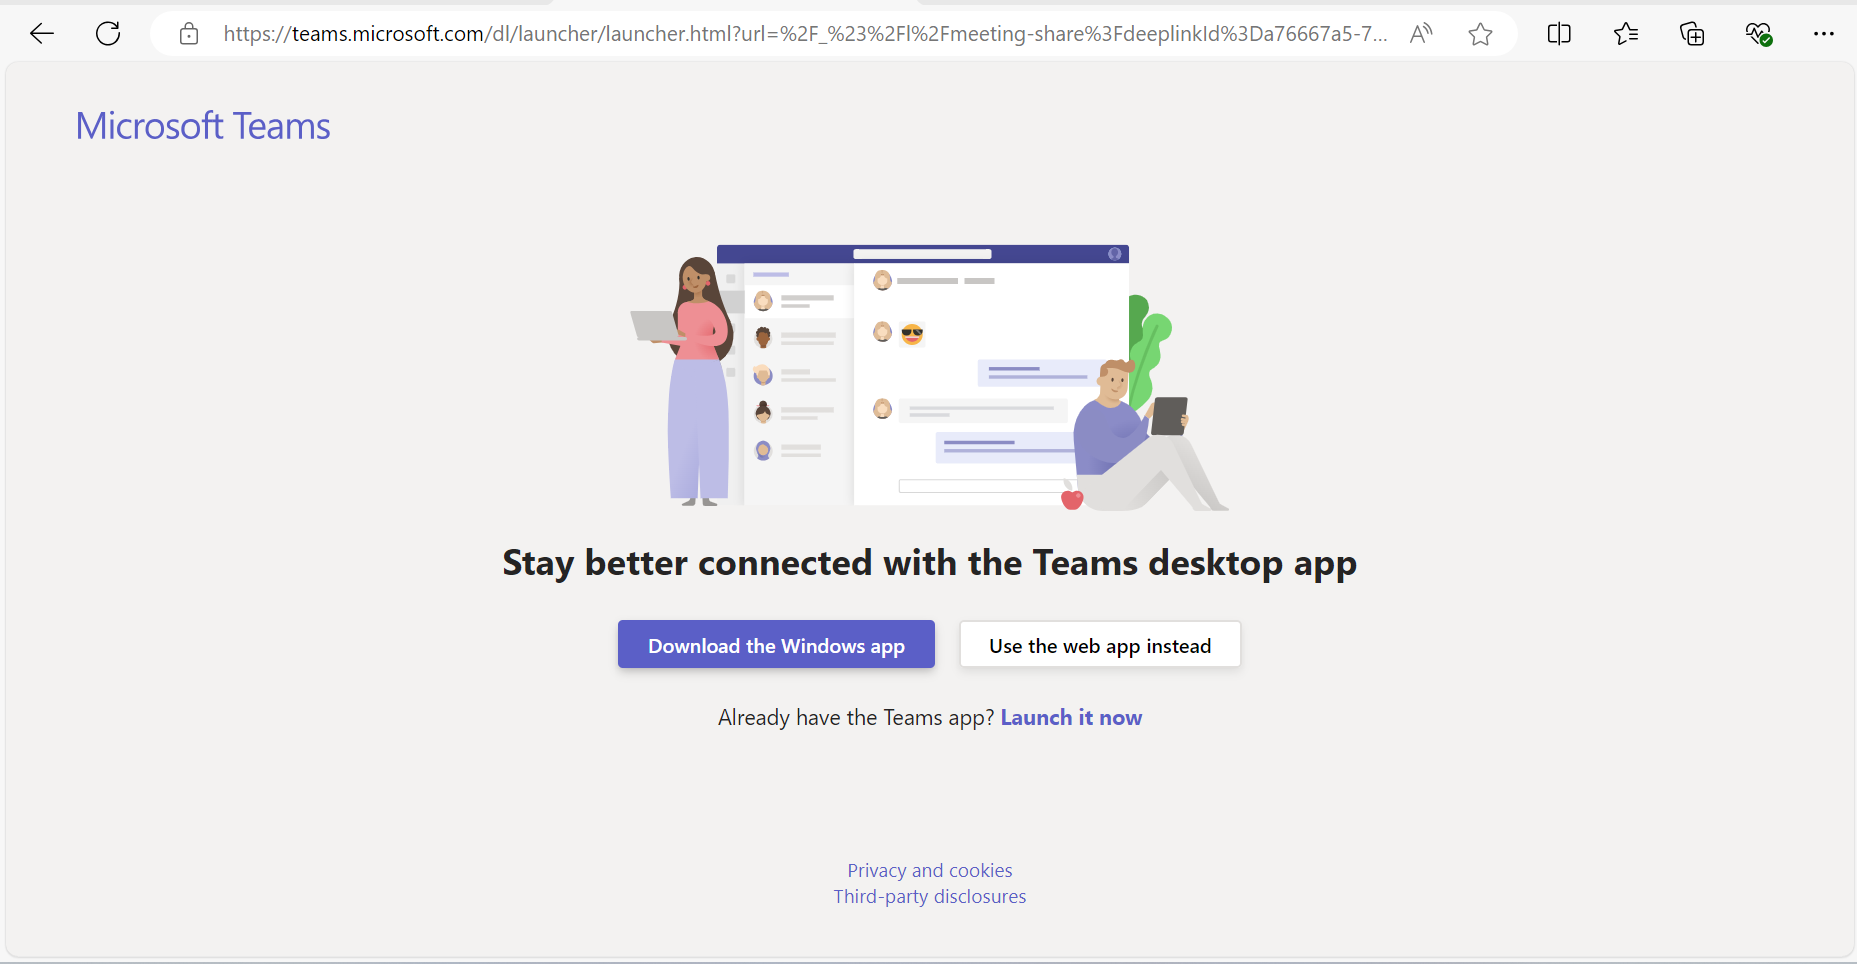 https://teams.microsoft.com/dl/launcher/launcher.html?url=%2F_%23%2Fl%2Fmeeting-share%3FdeeplinkId%3Da76667a5-7...
Microsoft Teams
Stay better connected with the Teams desktop app
Download the Windows app
Use the web app instead
Already have the Teams app? Launch it now
Privacy and cookies
Third-party disclosures